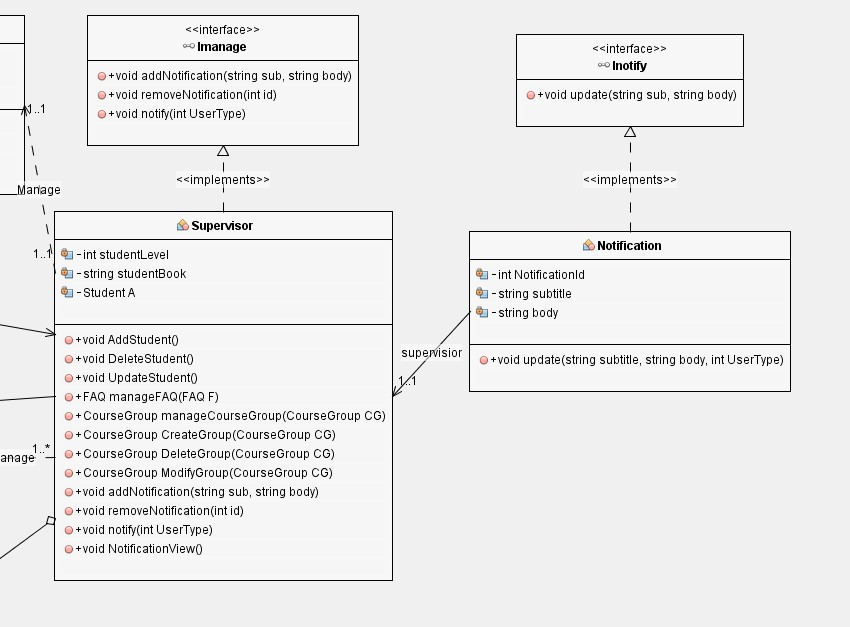 <<interface>>
Imanage
+void addNotification(string sub, string body)
+void removeNotification(int id)
+void notify(int UserType)
<<interface>>
Inotify
+void update(string sub, string body)
1..1
<<implements>>
<<implements>>
Manage
1..1
Supervisor
-int studentLevel
-string studentBook
-Student A
+void AddStudent()
+void DeleteStudent()
+void UpdateStudent()
+FAQ manageFAQ(FAQ F)
+CourseGroup manageCourseGroup(CourseGroup CG)
+CourseGroup CreateGroup(CourseGroup CG)
+CourseGroup DeleteGroup(CourseGroup CG)
+CourseGroup ModifyGroup(CourseGroup CG)
+void addNotification(string sub, string body)
+void removeNotification(int id)
+void notify(int UserType)
+void NotificationView()
Notification
-int NotificationId
-string subtitle
-string body
+void update(string subtitle, string body, int UserType)
supervisior
1..1
1..*
anage